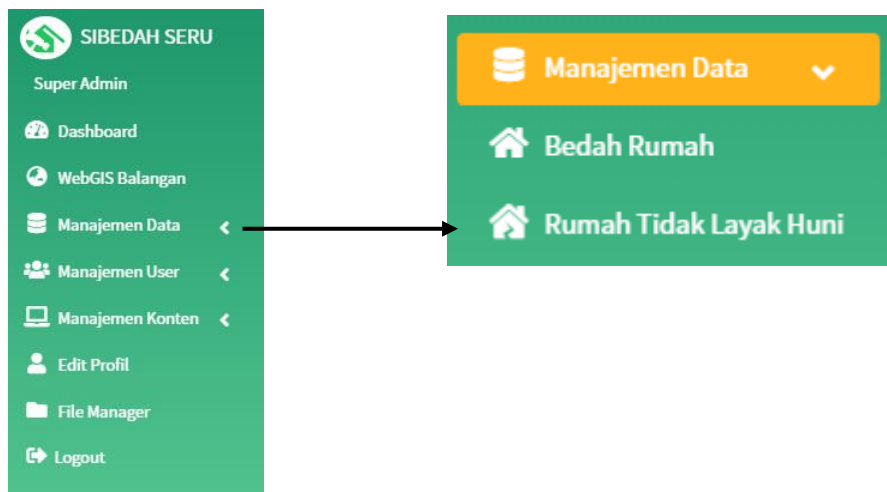 SIBEDAH SERU
Super Admin
Dashboard
WebGIS Balangan
Manajemen Data
Manajemen User
Manajemen Konten
Edit Profil
File Manager
Logout
Manajemen Data
Bedah Rumah
Rumah Tidak Layak Huni